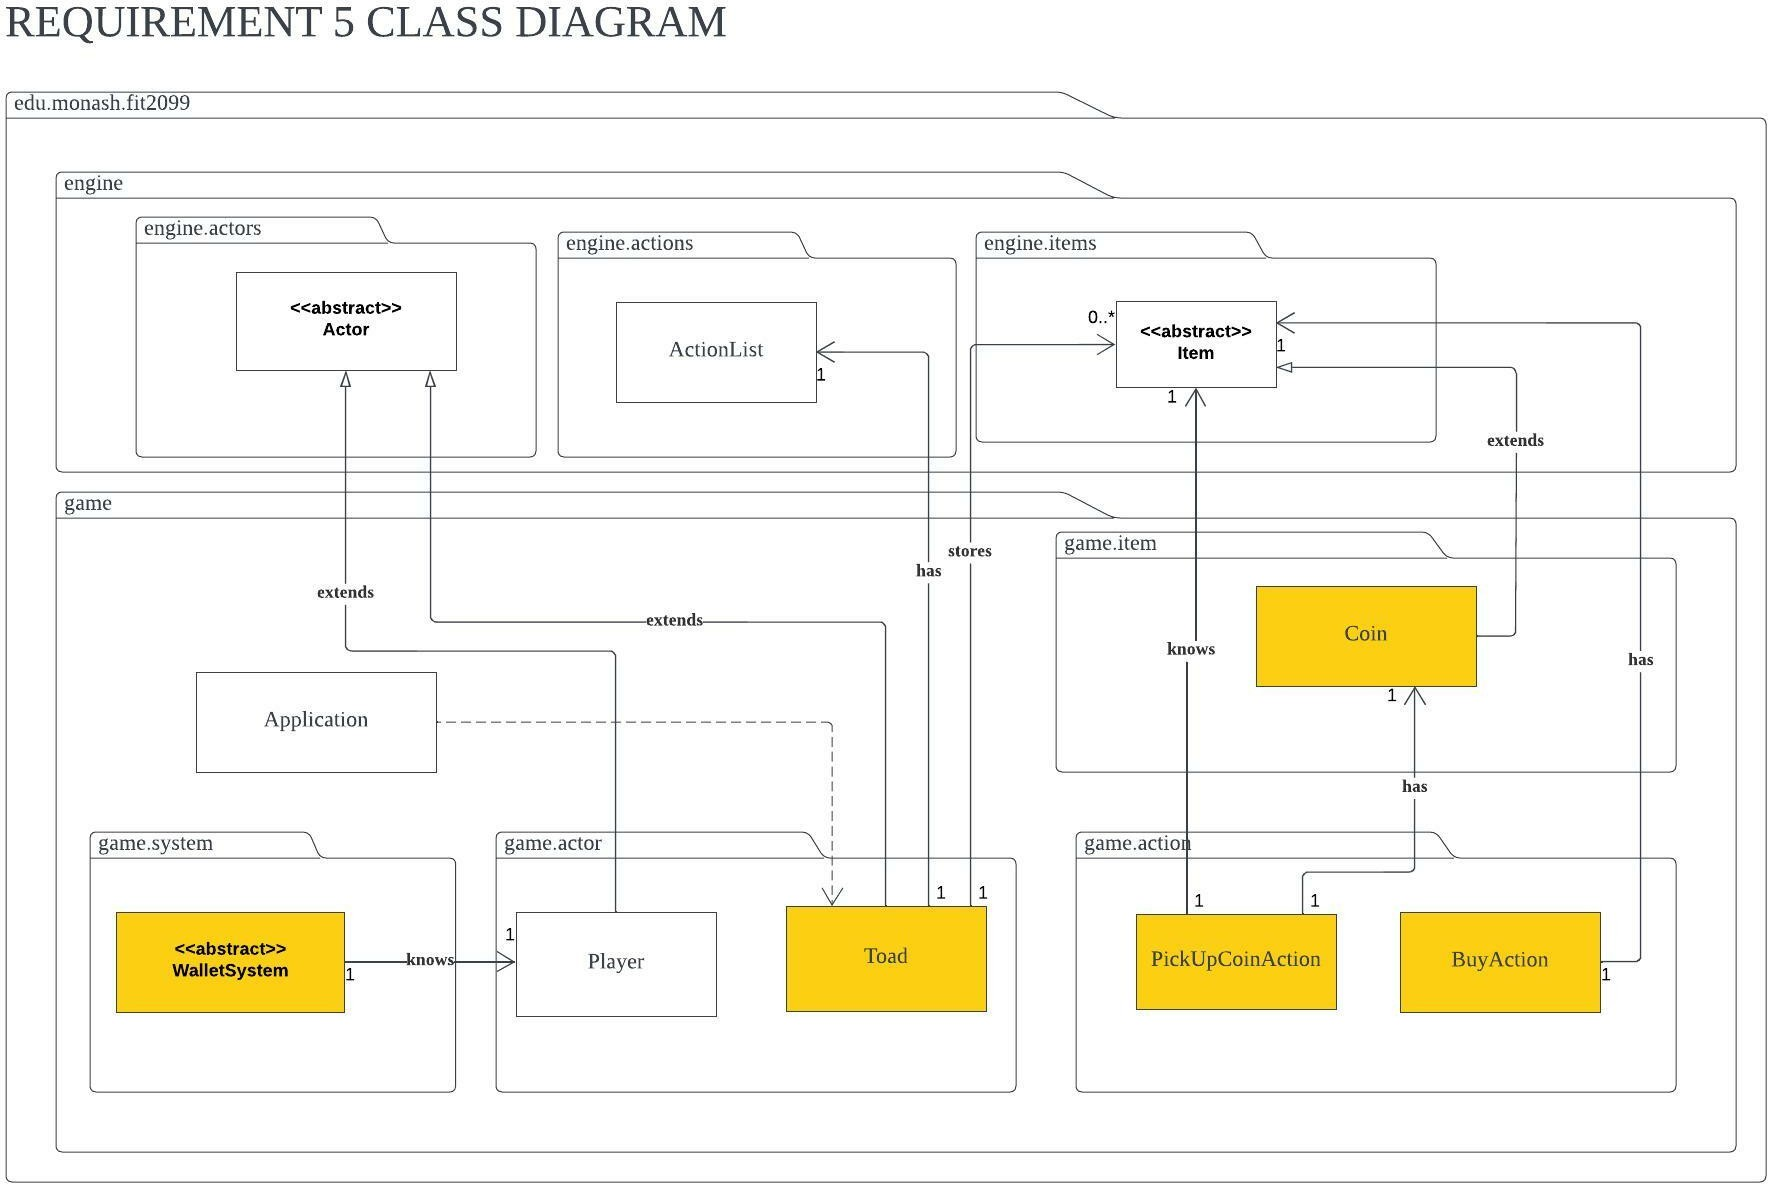 REQUIREMENT 5 CLASS DIAGRAM
edu.monash.fit2099
engine
engine.actors
engine.actions
engine.items
<<abstract>>
Actor
ActionList
1
0..*
<<abstract>>
Item
1
1
extends
game
game.item
stores
has
extends
extends
Coin
knows
has
1
Application
has
game.system
game.actor
game.action
1
1
1
1
<<abstract>>
WalletSystem
1
knows
1
Player
Toad
PickUpCoinAction
BuyAction
1